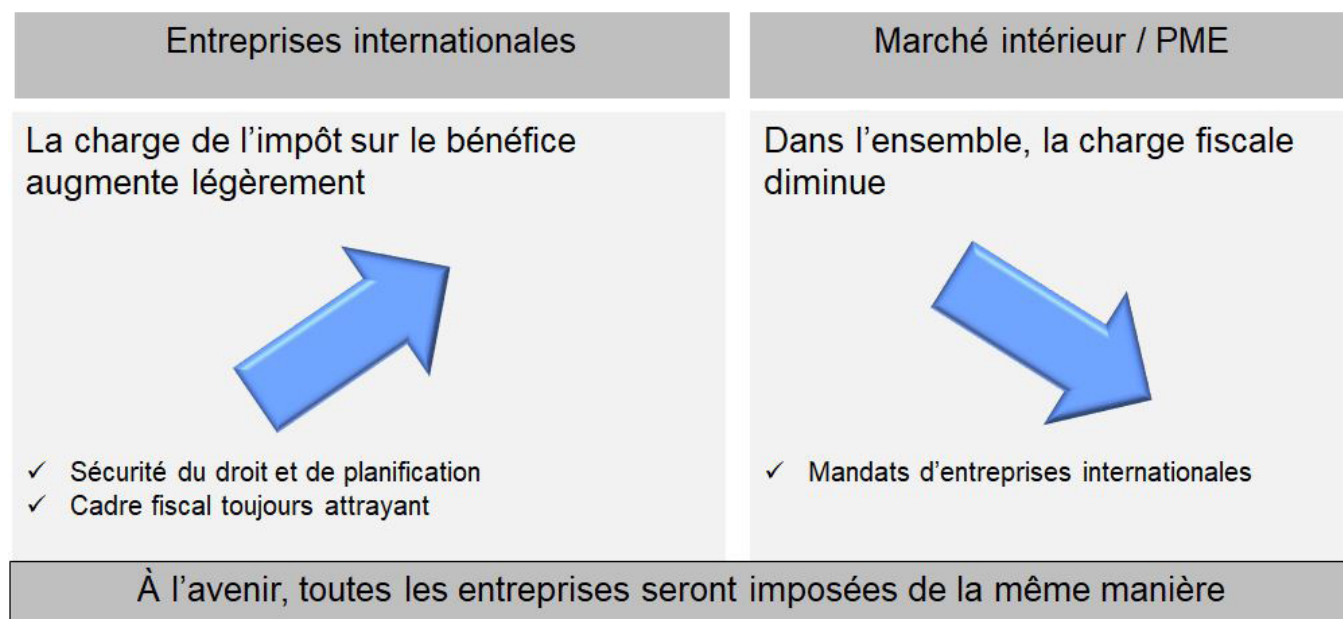 Entreprises internationales
Marché intérieur / PME
La charge de l’impôt sur le bénéfice
augmente légèrement
Dans l’ensemble, la charge fiscale
diminue
✓ Sécurité du droit et de planification
✓ Cadre fiscal toujours attrayant
✓ Mandats d’entreprises internationales
À l’avenir, toutes les entreprises seront imposées de la même manière